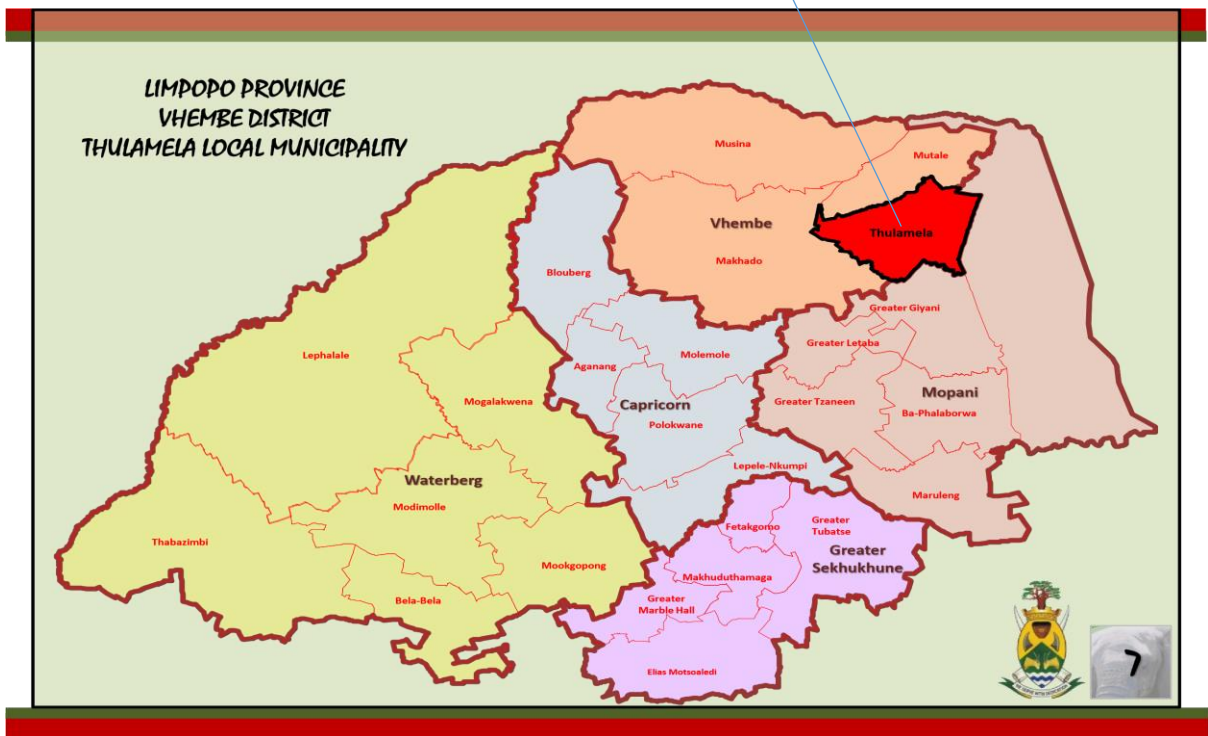 LIMPOPO PROVINCE
VHEMBE DISTRICT
THULAMELA LOCAL MUNICIPALITY
Musina
Mutale
Vhembe
Thulamela
Makhado
Blouberg
Greater Giyani
Lephalale
Molemole
Greater Letaba
Aganang
Mogalakwena
Capricorn
Greater Tzaneen
Mopani
Ba-Phalaborwa
Polokwane
Lepele-Nkumpi
Waterberg
Maruleng
Modimolle
Fetakgomo
Greater
Tubatse
Thabazimbi
Greater
Sekhukhune
Mookgopong
Makhuduthamaga
Bela-Bela
Greater
Marble Hall
Elias Motsoaledi
7